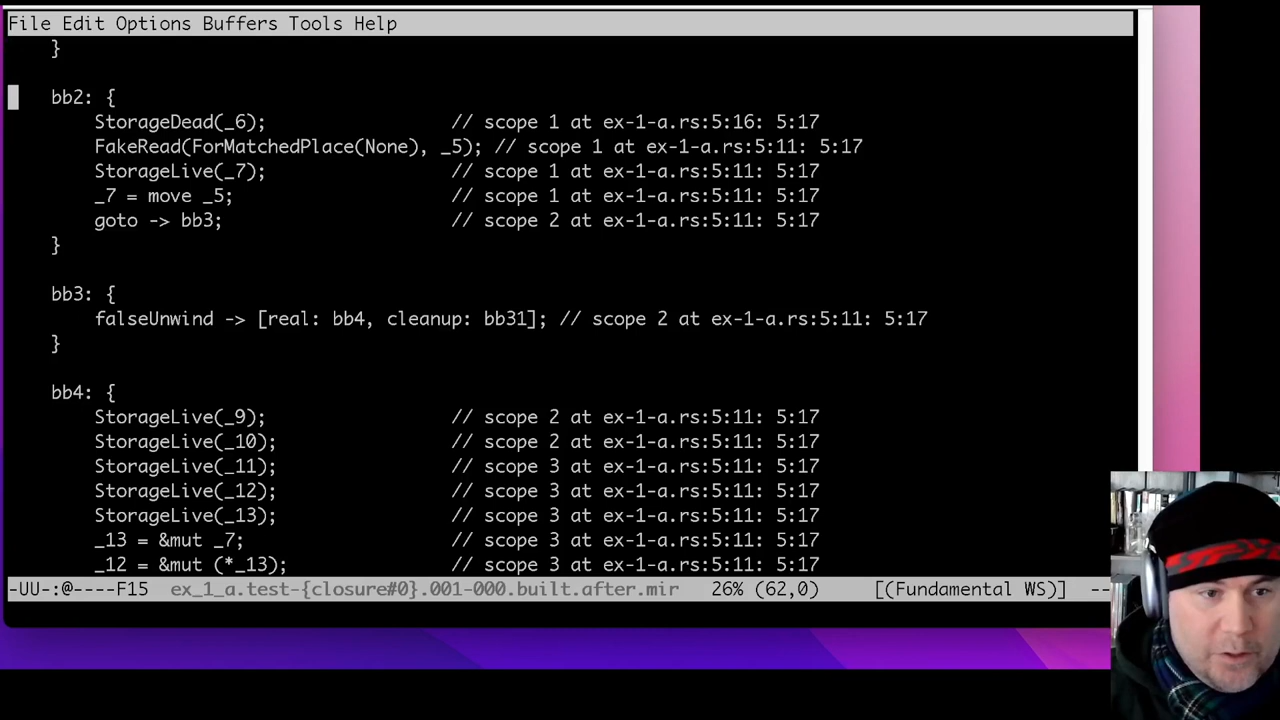 File Edit Options Buffers Tools Help
}
bb2: {
StorageDead(_6); // scope 1 at ex-1-a.rs:5:16: 5:17
FakeRead(ForMatchedPlace(None), _5); // scope 1 at ex-1-a.rs:5:11: 5:17
StorageLive(_7); // scope 1 at ex-1-a.rs:5:11: 5:17
_7 = move _5; // scope 1 at ex-1-a.rs:5:11: 5:17
goto -> bb3; // scope 2 at ex-1-a.rs:5:11: 5:17
}
bb3: {
falseUnwind -> [real: bb4, cleanup: bb31]; // scope 2 at ex-1-a.rs:5:11: 5:17
}
bb4: {
StorageLive(_9); // scope 2 at ex-1-a.rs:5:11: 5:17
StorageLive(_10); // scope 2 at ex-1-a.rs:5:11: 5:17
StorageLive(_11); // scope 3 at ex-1-a.rs:5:11: 5:17
StorageLive(_12); // scope 3 at ex-1-a.rs:5:11: 5:17
StorageLive(_13); // scope 3 at ex-1-a.rs:5:11: 5:17
_13 = &mut _7; // scope 3 at ex-1-a.rs:5:11: 5:17
_12 = &mut (*_13); // scope 3 at ex-1-a.rs:5:11: 5:17
-UU-:@----F15 ex_1_a.test-{closure#0}.001-000.built.after.mir 26% (62,0) [(Fundamental WS)] --